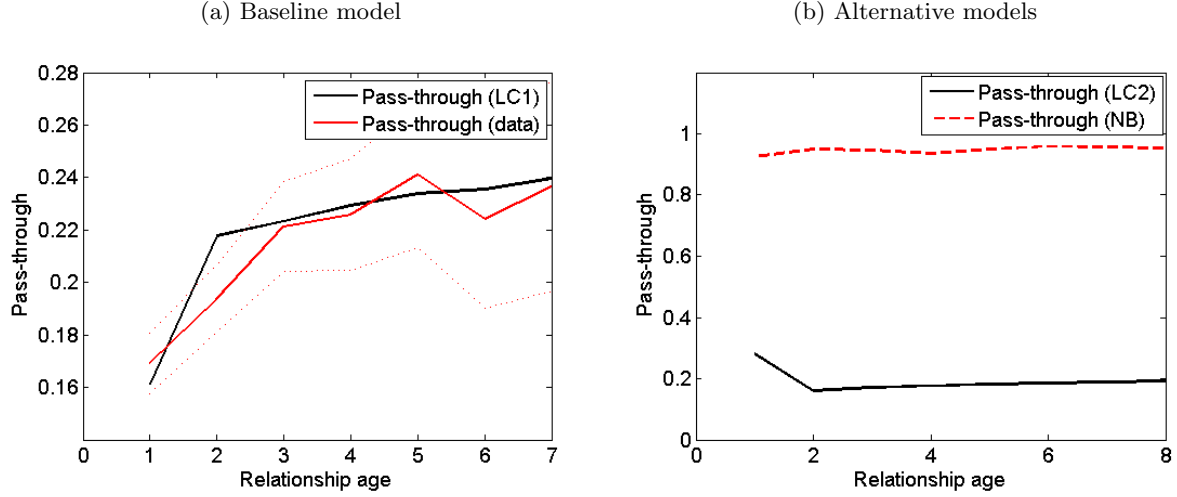 (a) Baseline model
Pass-through
0.28
0.26
0.24
0.22
0.2
0.18
0.16
Pass-through (LC1)
Pass-through (data)
0 1 2 3 4 5 6 7
Relationship age
(b) Alternative models
Pass-through
1
0.8
0.6
0.4
0.2
0
Pass-through (LC2)
Pass-through (NB)
0 2 4 6 8
Relationship age